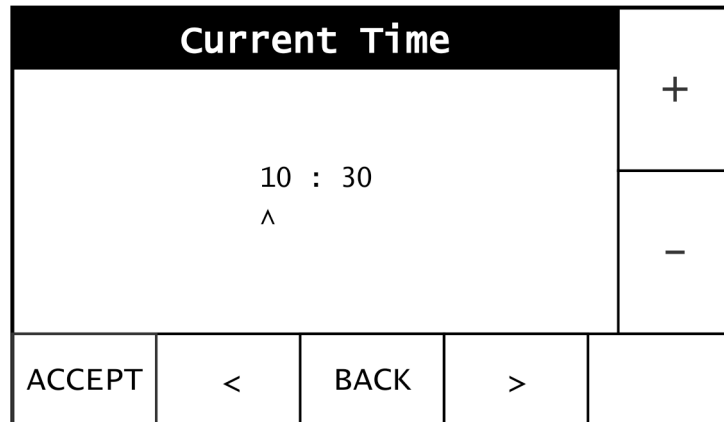 Current Time
+
10 : 30
^
-
ACCEPT < BACK >